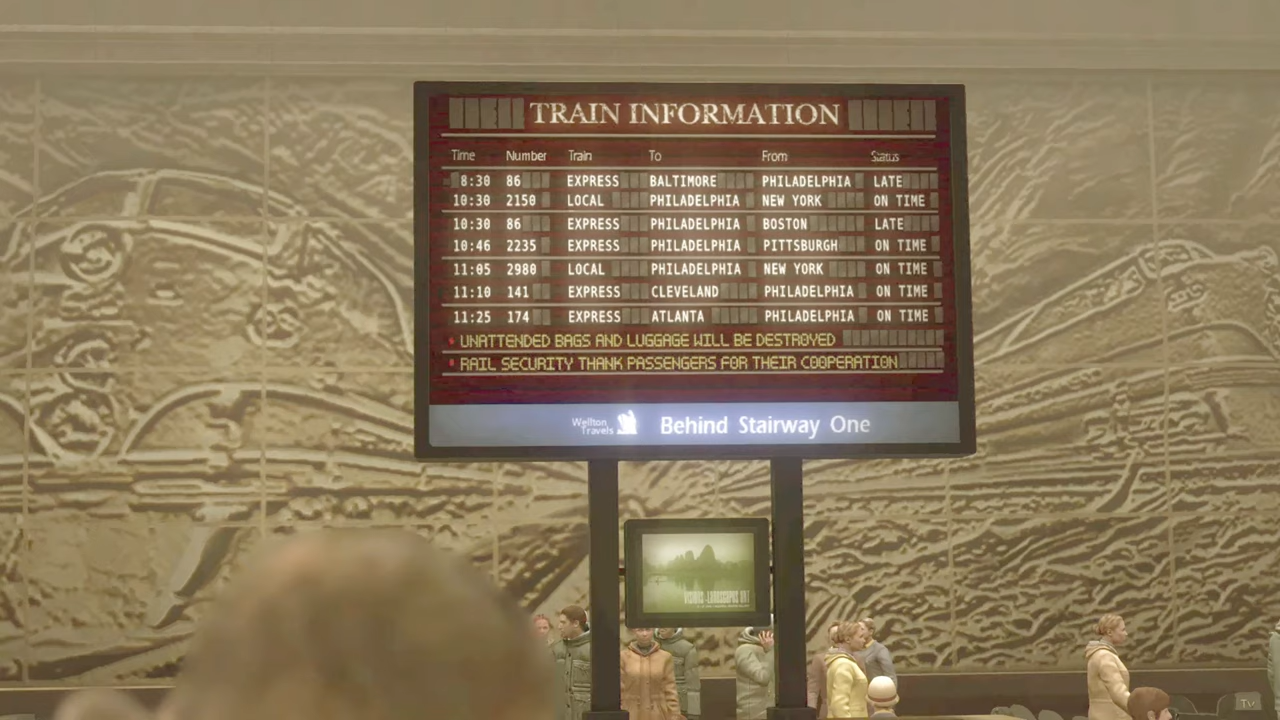 TRAIN INFORMATION
Time Number Train To From Status
8:30 86 EXPRESS BALTIMORE PHILADELPHIA LATE
10:30 2150 LOCAL PHILADELPHIA NEW YORK ON TIME
10:30 86 EXPRESS PHILADELPHIA BOSTON LATE
10:46 2235 EXPRESS PHILADELPHIA PITTSBURGH ON TIME
11:05 2980 LOCAL PHILADELPHIA NEW YORK ON TIME
11:10 141 EXPRESS CLEVELAND PHILADELPHIA ON TIME
11:25 174 EXPRESS ATLANTA PHILADELPHIA ON TIME
* UNATTENDED BAGS AND LUGGAGE WILL BE DESTROYED
* RAIL SECURITY THANK PASSENGERS FOR THEIR COOPERATION
Wellton
Travels
Behind Stairway One